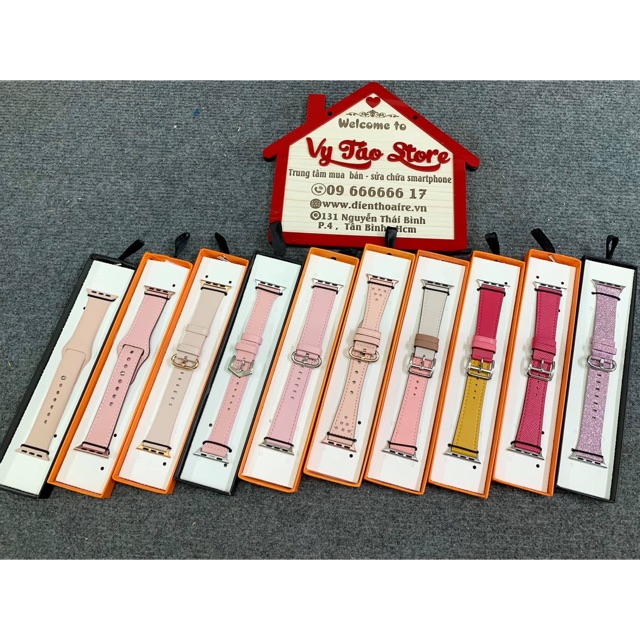 Welcome to
Vy Táo Store
Trung tâm mua bán - sửa chữa smartphone
09 666666 17
www.dienthoaire.vn
131 Nguyễn Thái Bình
P.4 , Tân Bình, Hcm